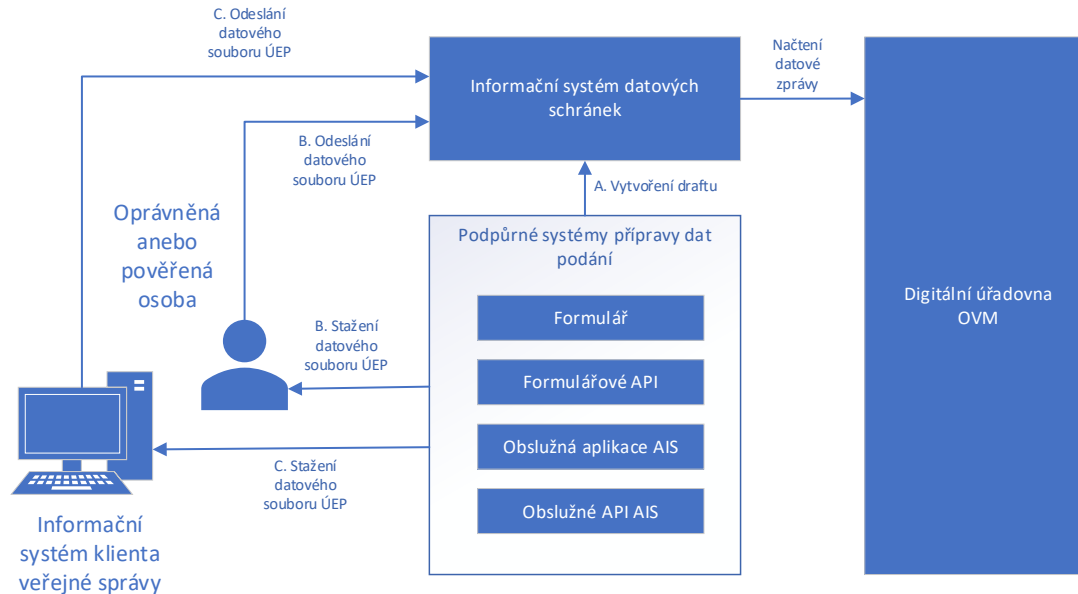 C. Odeslání
datového
souboru ÚEP
Informační systém datových
schránek
Načtení
datové
zprávy
B. Odeslání
datového
souboru ÚEP
A. Vytvoření draftu
Oprávněná
anebo
pověřená
osoba
Podpůrné systémy přípravy dat
podání
Formulář
Formulářové API
Obslužná aplikace AIS
Obslužné API AIS
Digitální úřadovna
OVM
B. Stažení
datového
souboru ÚEP
C. Stažení
datového
souboru ÚEP
Informační
systém klienta
veřejné správy